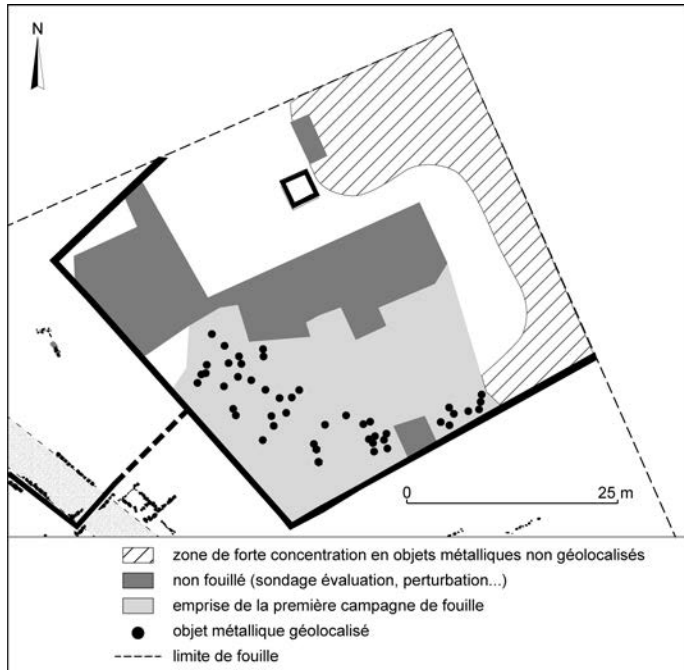 N
0 25 m
zone de forte concentration en objets métalliques non géolocalisés
non fouillé (sondage évaluation, perturbation...)
emprise de la première campagne de fouille
objet métallique géolocalisé
limite de fouille